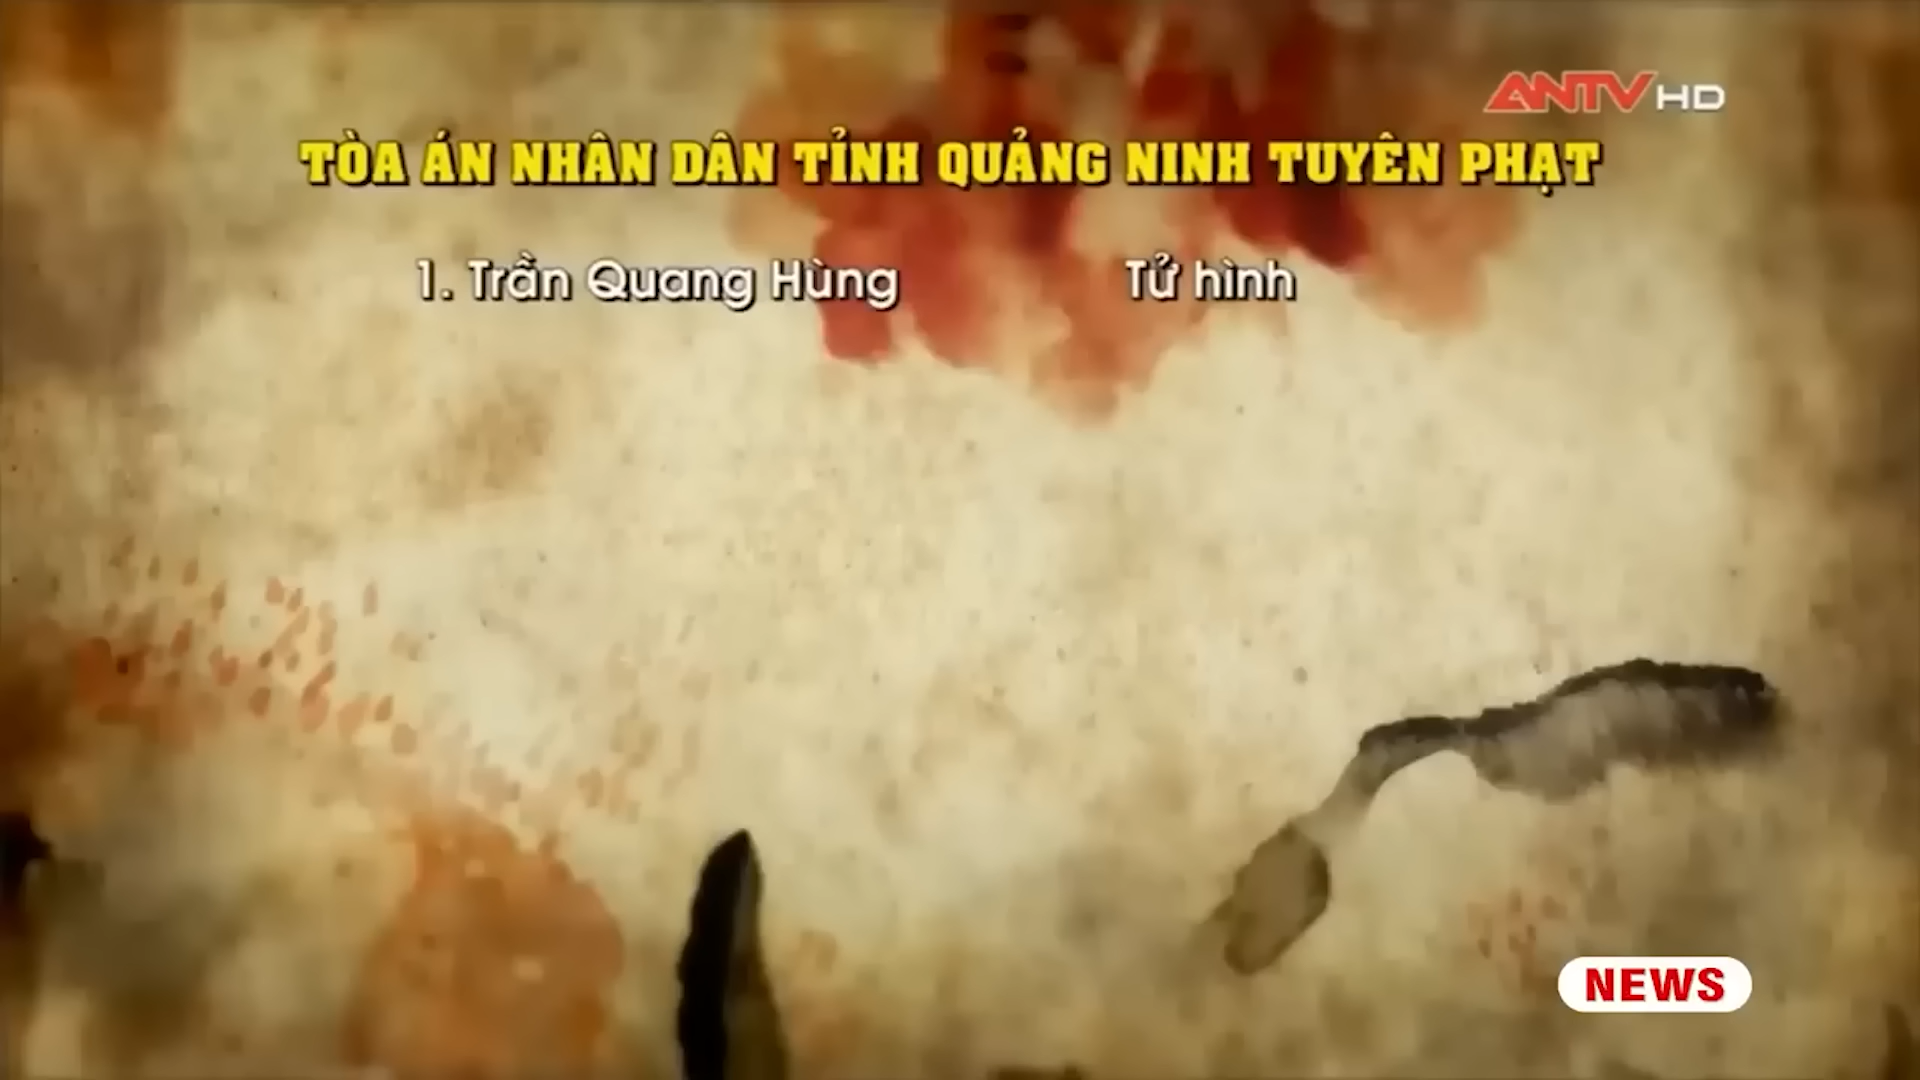 ANTV HD
TÒA ÁN NHÂN DÂN TỈNH QUẢNG NINH TUYÊN PHẠT
1. Trần Quang Hùng Tử hình
NEWS